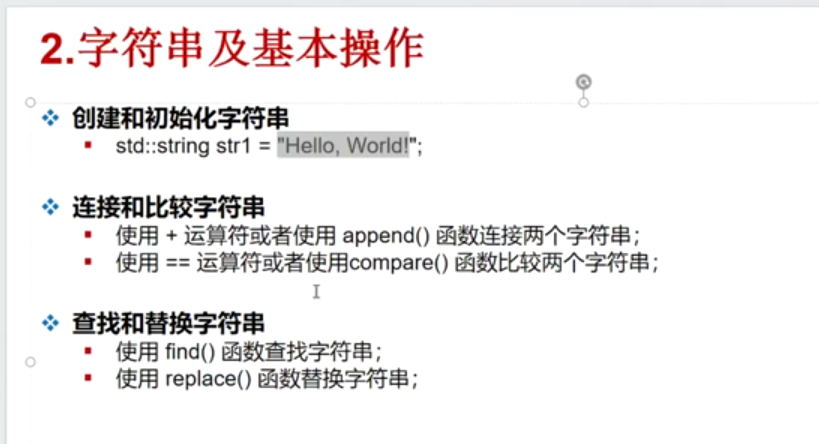 2.字符串及基本操作
创建和初始化字符串
std::string str1 = "Hello, World!";
连接和比较字符串
使用 + 运算符或者使用 append() 函数连接两个字符串；
使用 == 运算符或者使用compare() 函数比较两个字符串；
查找和替换字符串
使用 find() 函数查找字符串；
使用 replace() 函数替换字符串；